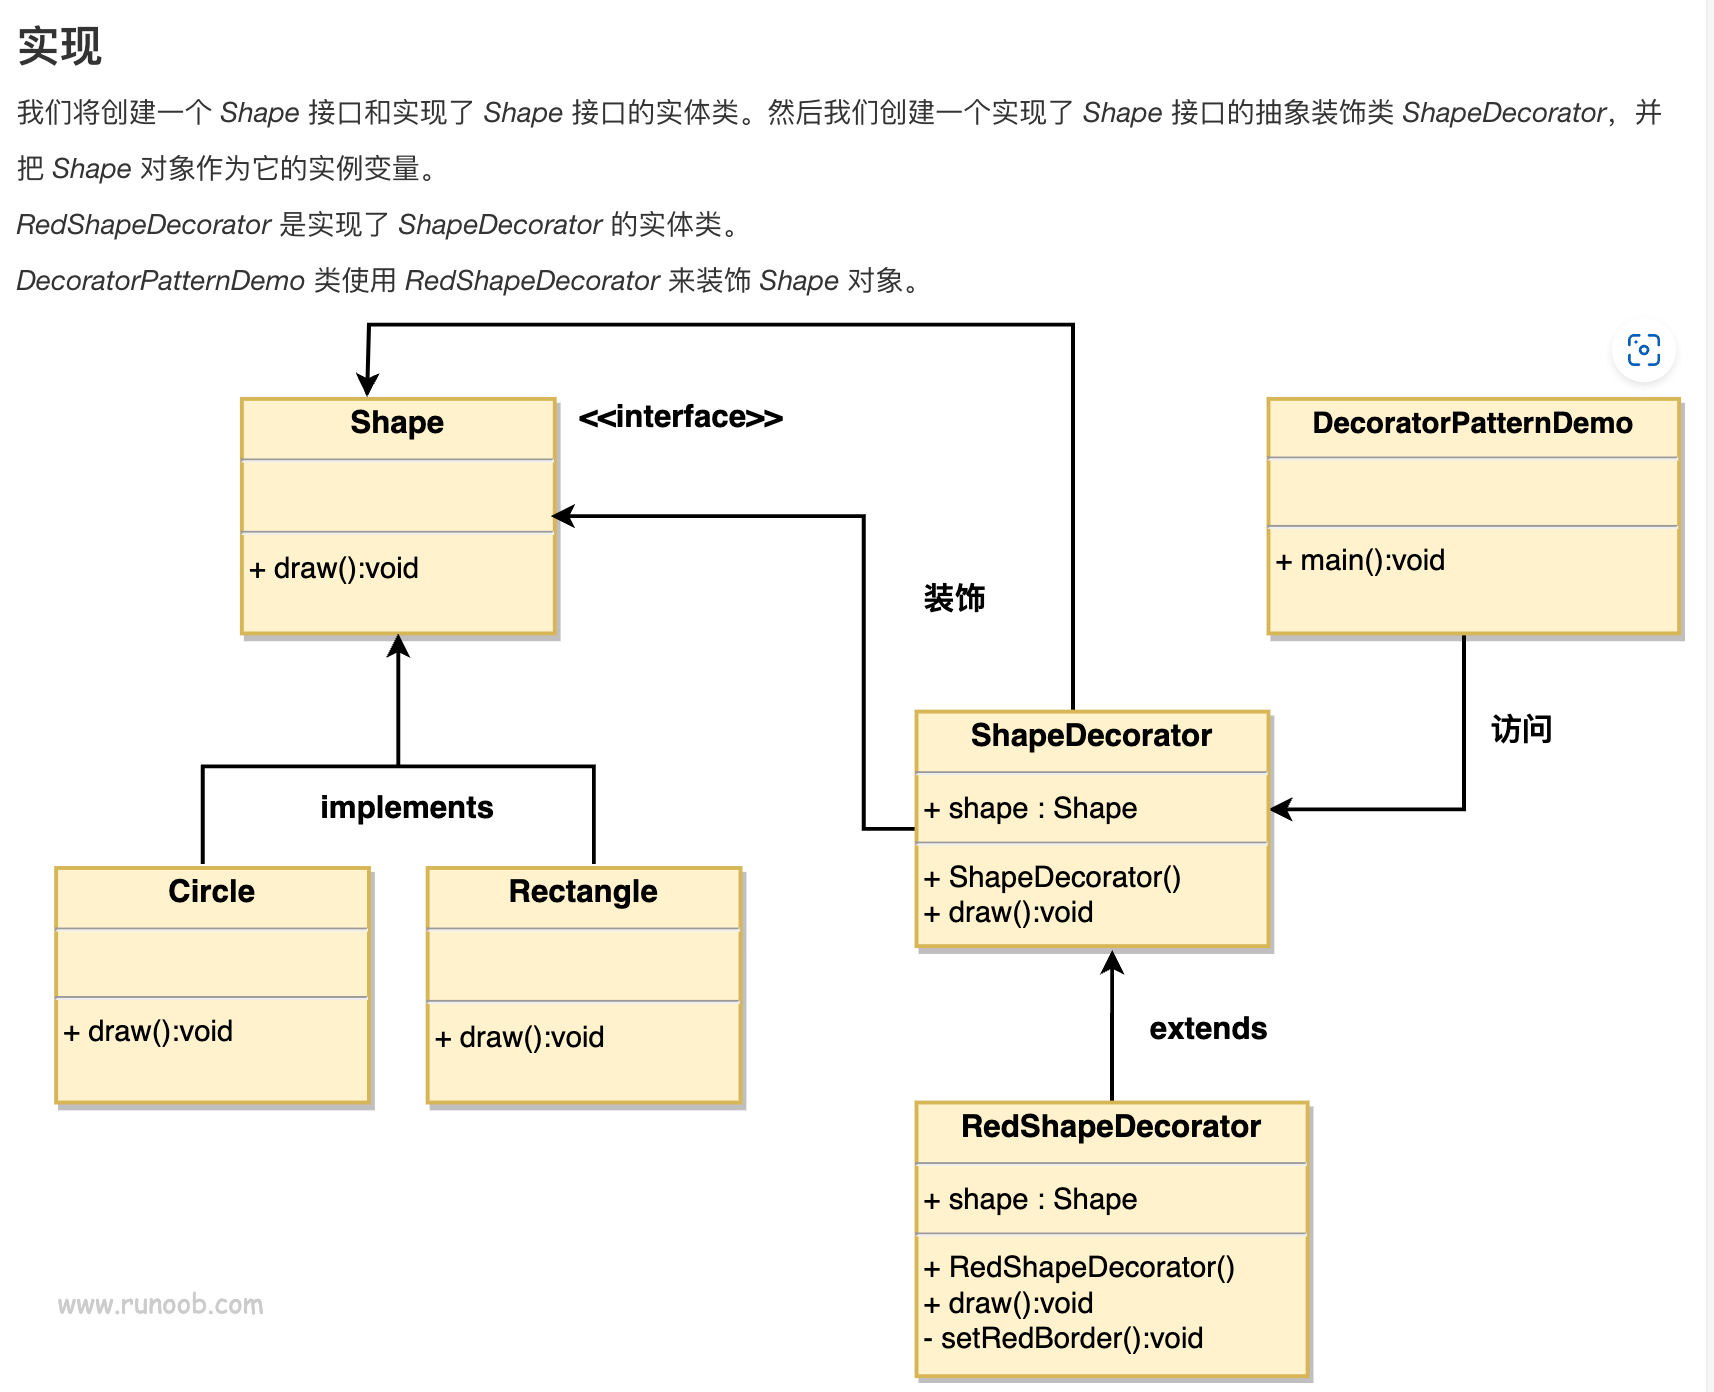 实现
我们将创建一个 Shape 接口和实现了 Shape 接口的实体类。然后我们创建一个实现了 Shape 接口的抽象装饰类 ShapeDecorator，并
把 Shape 对象作为它的实例变量。
RedShapeDecorator 是实现了 ShapeDecorator 的实体类。
DecoratorPatternDemo 类使用 RedShapeDecorator 来装饰 Shape 对象。
Shape
<<interface>>
+ draw():void
DecoratorPatternDemo
+ main():void
装饰
访问
ShapeDecorator
+ shape : Shape
+ ShapeDecorator()
+ draw():void
implements
Circle
+ draw():void
Rectangle
+ draw():void
extends
RedShapeDecorator
+ shape : Shape
+ RedShapeDecorator()
+ draw():void
- setRedBorder():void
www.runoob.com